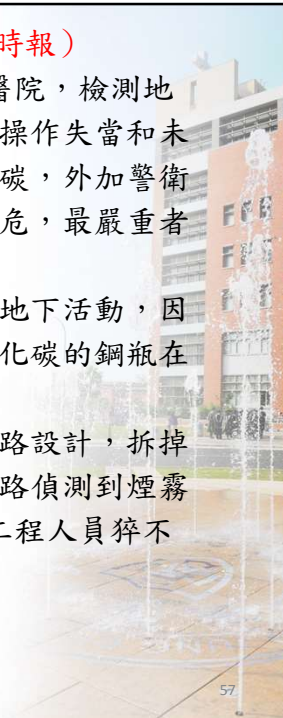 時報）
醫院，檢測地
操作失當和未
碳，外加警衛
危，最嚴重者
地下活動，因
化碳的鋼瓶在
路設計，拆掉
路偵測到煙霧
工程人員猝不
57